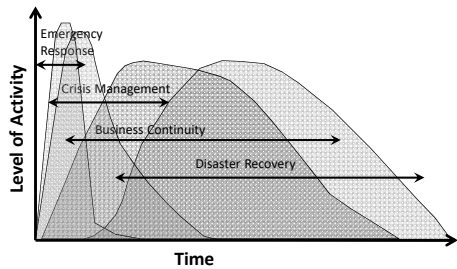 Emergency
Response
Crisis Management
Business Continuity
Disaster Recovery
Level of Activity
Time